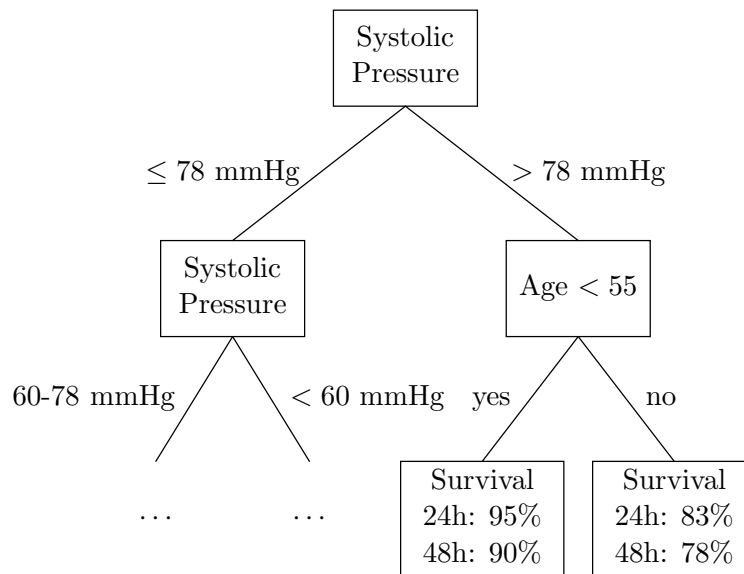 Systolic
Pressure
≤ 78 mmHg
> 78 mmHg
Systolic
Pressure
Age < 55
60-78 mmHg
< 60 mmHg
yes
no
...
...
Survival
24h: 95%
48h: 90%
Survival
24h: 83%
48h: 78%